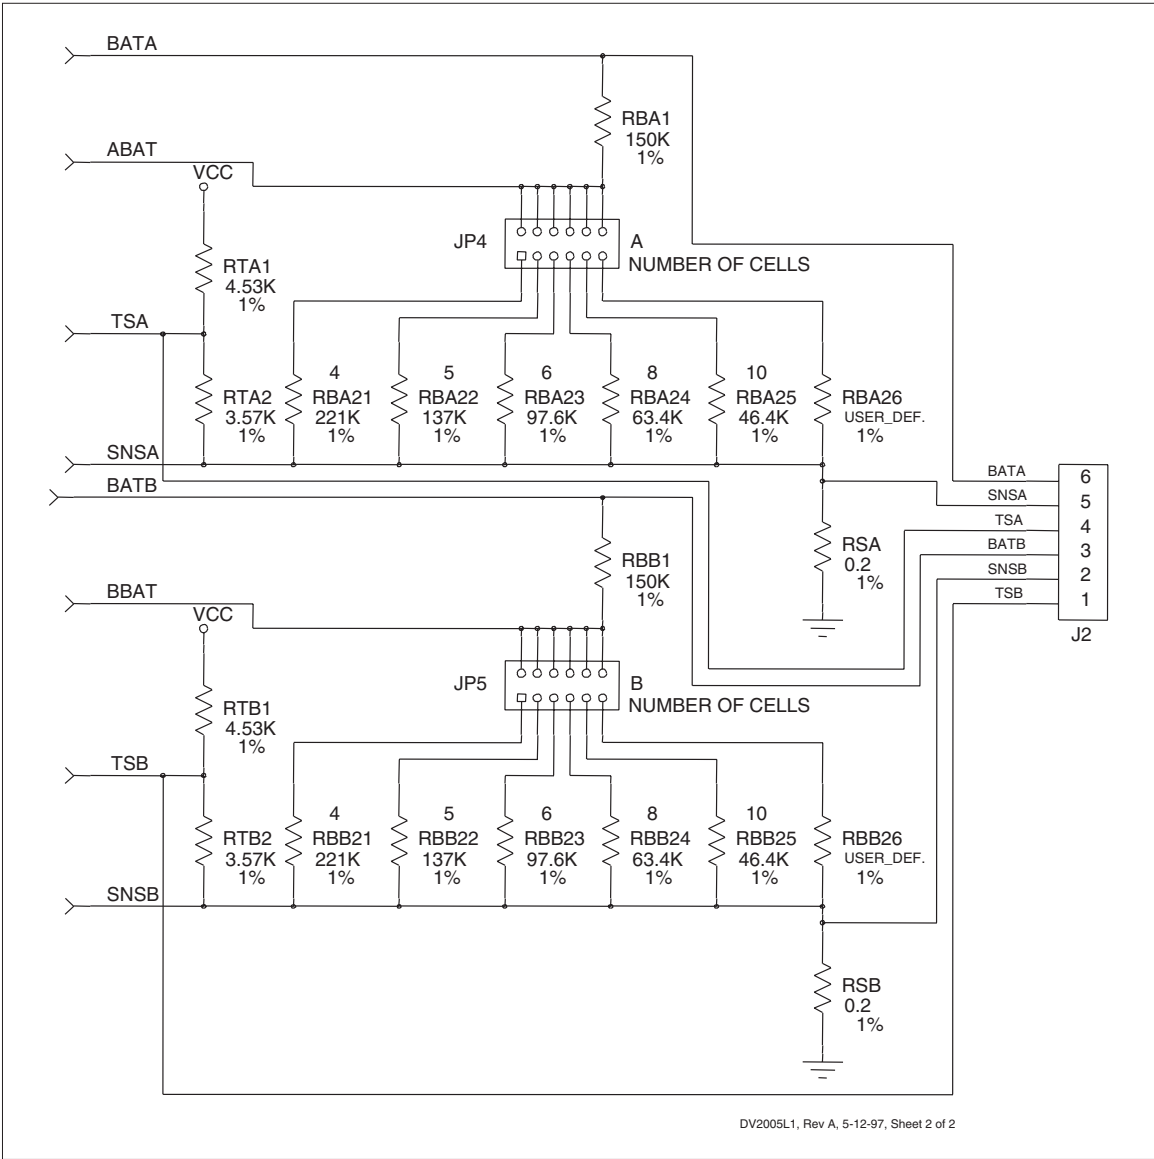 BATA
RBA1
150K
1%
ABAT
VCC
JP4
A
NUMBER OF CELLS
RTA1
4.53K
1%
TSA
4
5
6
8
10
RTA2
3.57K
1%
RBA21
221K
1%
RBA22
137K
1%
RBA23
97.6K
1%
RBA24
63.4K
1%
RBA25
46.4K
1%
RBA26
USER_DEF.
1%
SNSA
BATB
BATA 6
SNSA 5
TSA 4
BATB 3
SNSB 2
TSB 1
J2
RSA
0.2
1%
RBB1
150K
1%
BBAT
VCC
JP5
B
NUMBER OF CELLS
RTB1
4.53K
1%
TSB
4
5
6
8
10
RTB2
3.57K
1%
RBB21
221K
1%
RBB22
137K
1%
RBB23
97.6K
1%
RBB24
63.4K
1%
RBB25
46.4K
1%
RBB26
USER_DEF.
1%
SNSB
RSB
0.2
1%
DV2005L1, Rev A, 5-12-97, Sheet 2 of 2